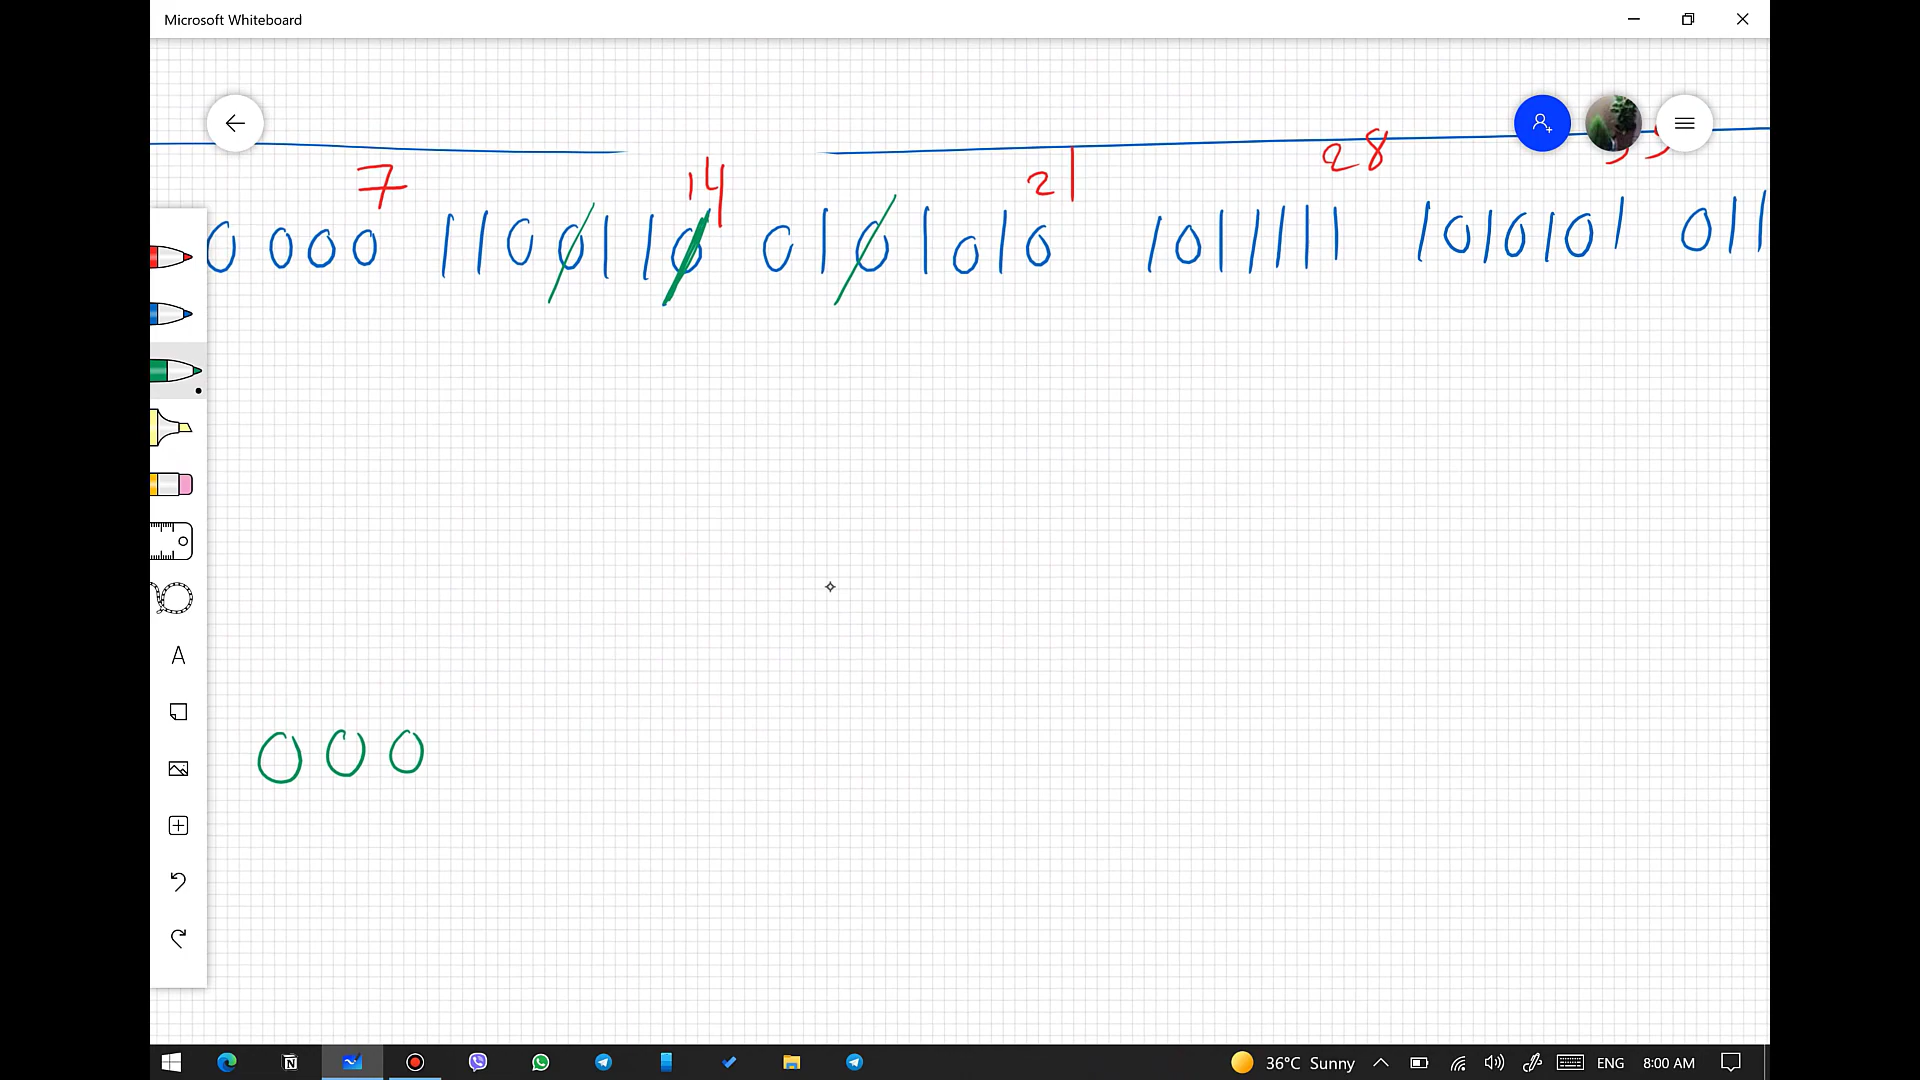 Microsoft Whiteboard
7 14 21 28
0 000 1100110 0101010 1011111 1010101 011
A
000
36°C Sunny ENG 8:00 AM